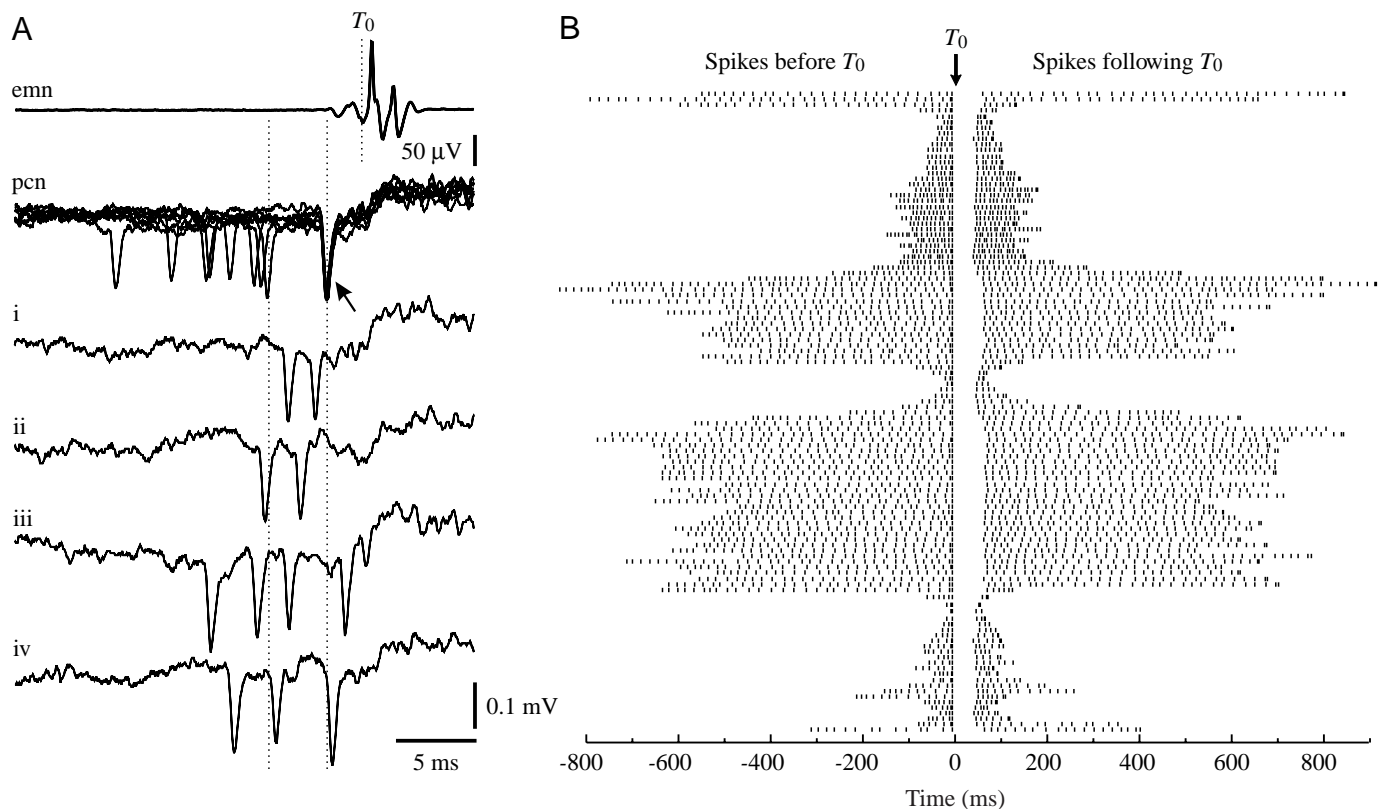 A
T0
emn
50 µV
pcn
i
ii
iii
iv
0.1 mV
5 ms
B
T0
Spikes before T0
Spikes following T0
-800 -600 -400 -200 0 200 400 600 800
Time (ms)